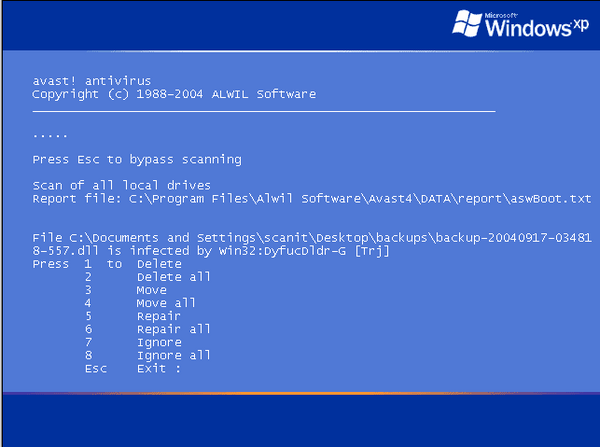 Microsoft
Windows xp
avast! antivirus
Copyright (c) 1988-2004 ALWIL Software
.....
Press Esc to bypass scanning
Scan of all local drives
Report file: C:\Program Files\Alwil Software\Avast4\DATA\report\aswBoot.txt
File C:\Documents and Settings\scanit\Desktop\backups\backup-20040917-03481
8-557.dll is infected by Win32:DyfucDldr-G [Trj]
Press 1 to Delete
2 Delete all
3 Move
4 Move all
5 Repair
6 Repair all
7 Ignore
8 Ignore all
Esc Exit :